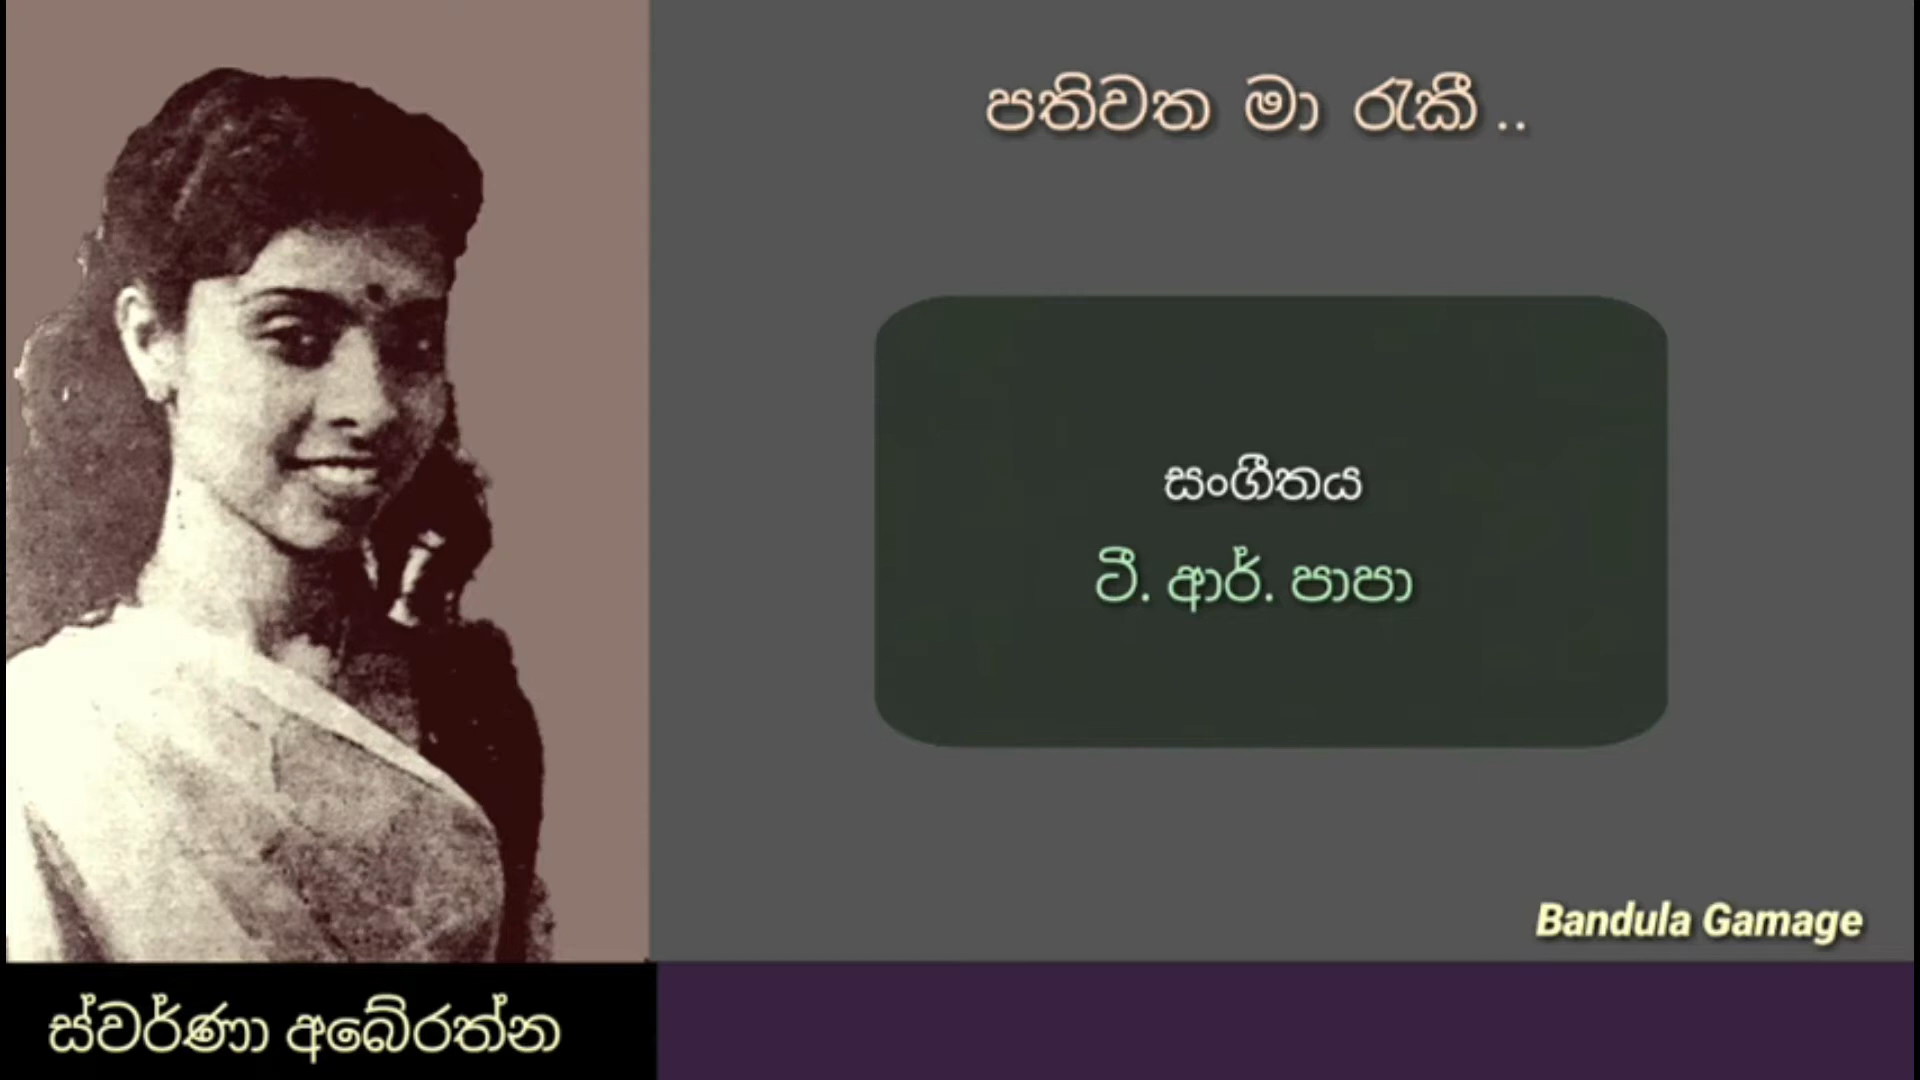 පතිවත මා රැකී ..
සංගීතය
ටී. ආර්. පාපා
Bandula Gamage
ස්වර්ණා අබේරත්න